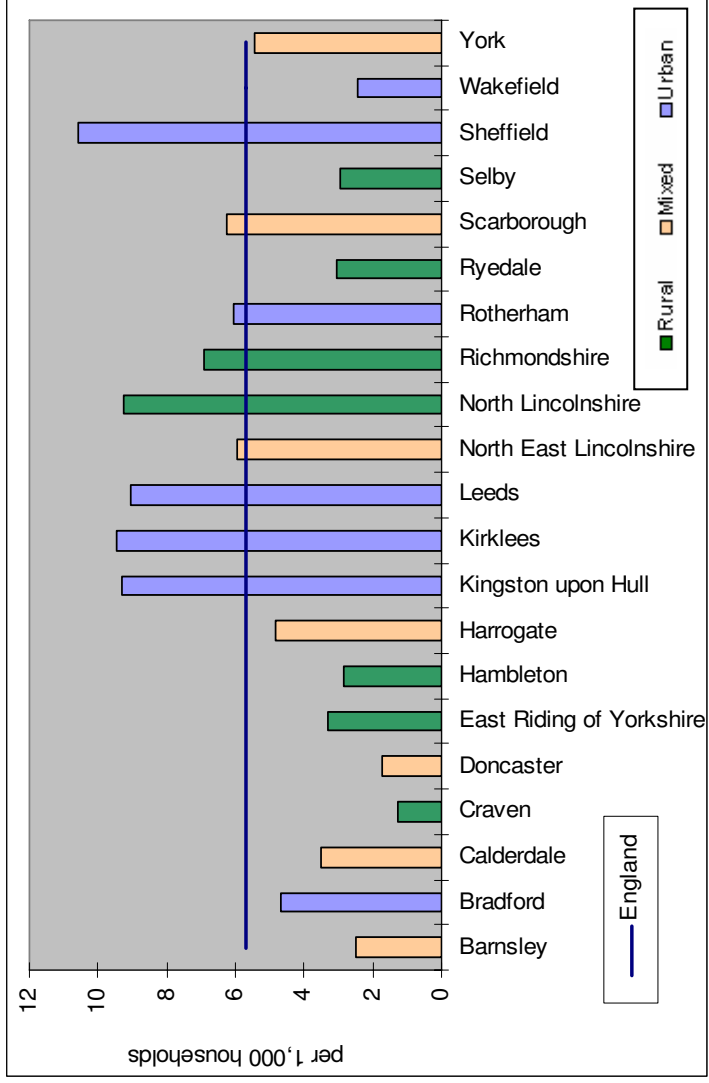 per 1,000 households
12
10
8
6
4
2
0
Barnsley
Bradford
Calderdale
Craven
Doncaster
East Riding of Yorkshire
Hambleton
Harrogate
Kingston upon Hull
Kirklees
Leeds
North East Lincolnshire
North Lincolnshire
Richmondshire
Rotherham
Ryedale
Scarborough
Selby
Sheffield
Wakefield
York
England
Rural
Mixed
Urban